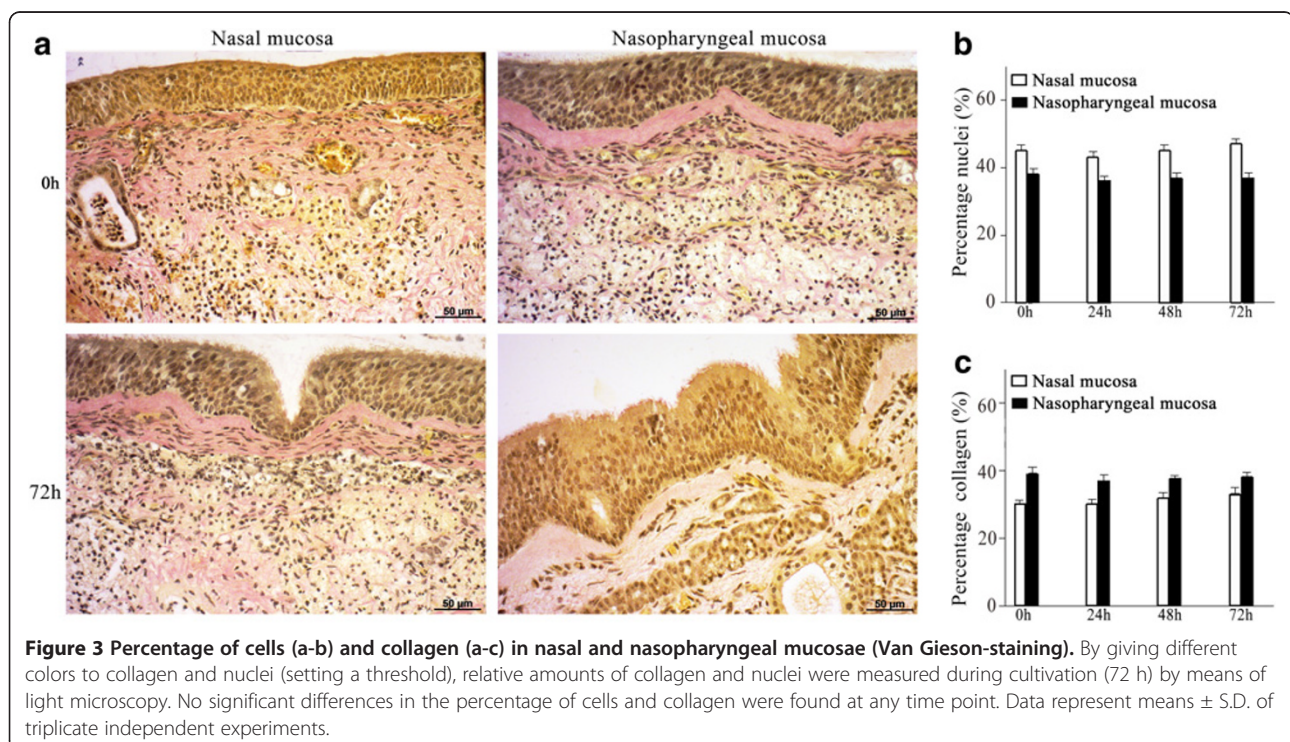 a
Nasal mucosa
Nasopharyngeal mucosa
0h
50 µm
50 µm
72h
50 µm
50 µm
b
Nasal mucosa
Nasopharyngeal mucosa
Percentage nuclei (%)
60
40
20
0
0h 24h 48h 72h
c
Nasal mucosa
Nasopharyngeal mucosa
Percentage collagen (%)
60
40
20
0
0h 24h 48h 72h
Figure 3 Percentage of cells (a-b) and collagen (a-c) in nasal and nasopharyngeal mucosae (Van Gieson-staining). By giving different
colors to collagen and nuclei (setting a threshold), relative amounts of collagen and nuclei were measured during cultivation (72 h) by means of
light microscopy. No significant differences in the percentage of cells and collagen were found at any time point. Data represent means ± S.D. of
triplicate independent experiments.